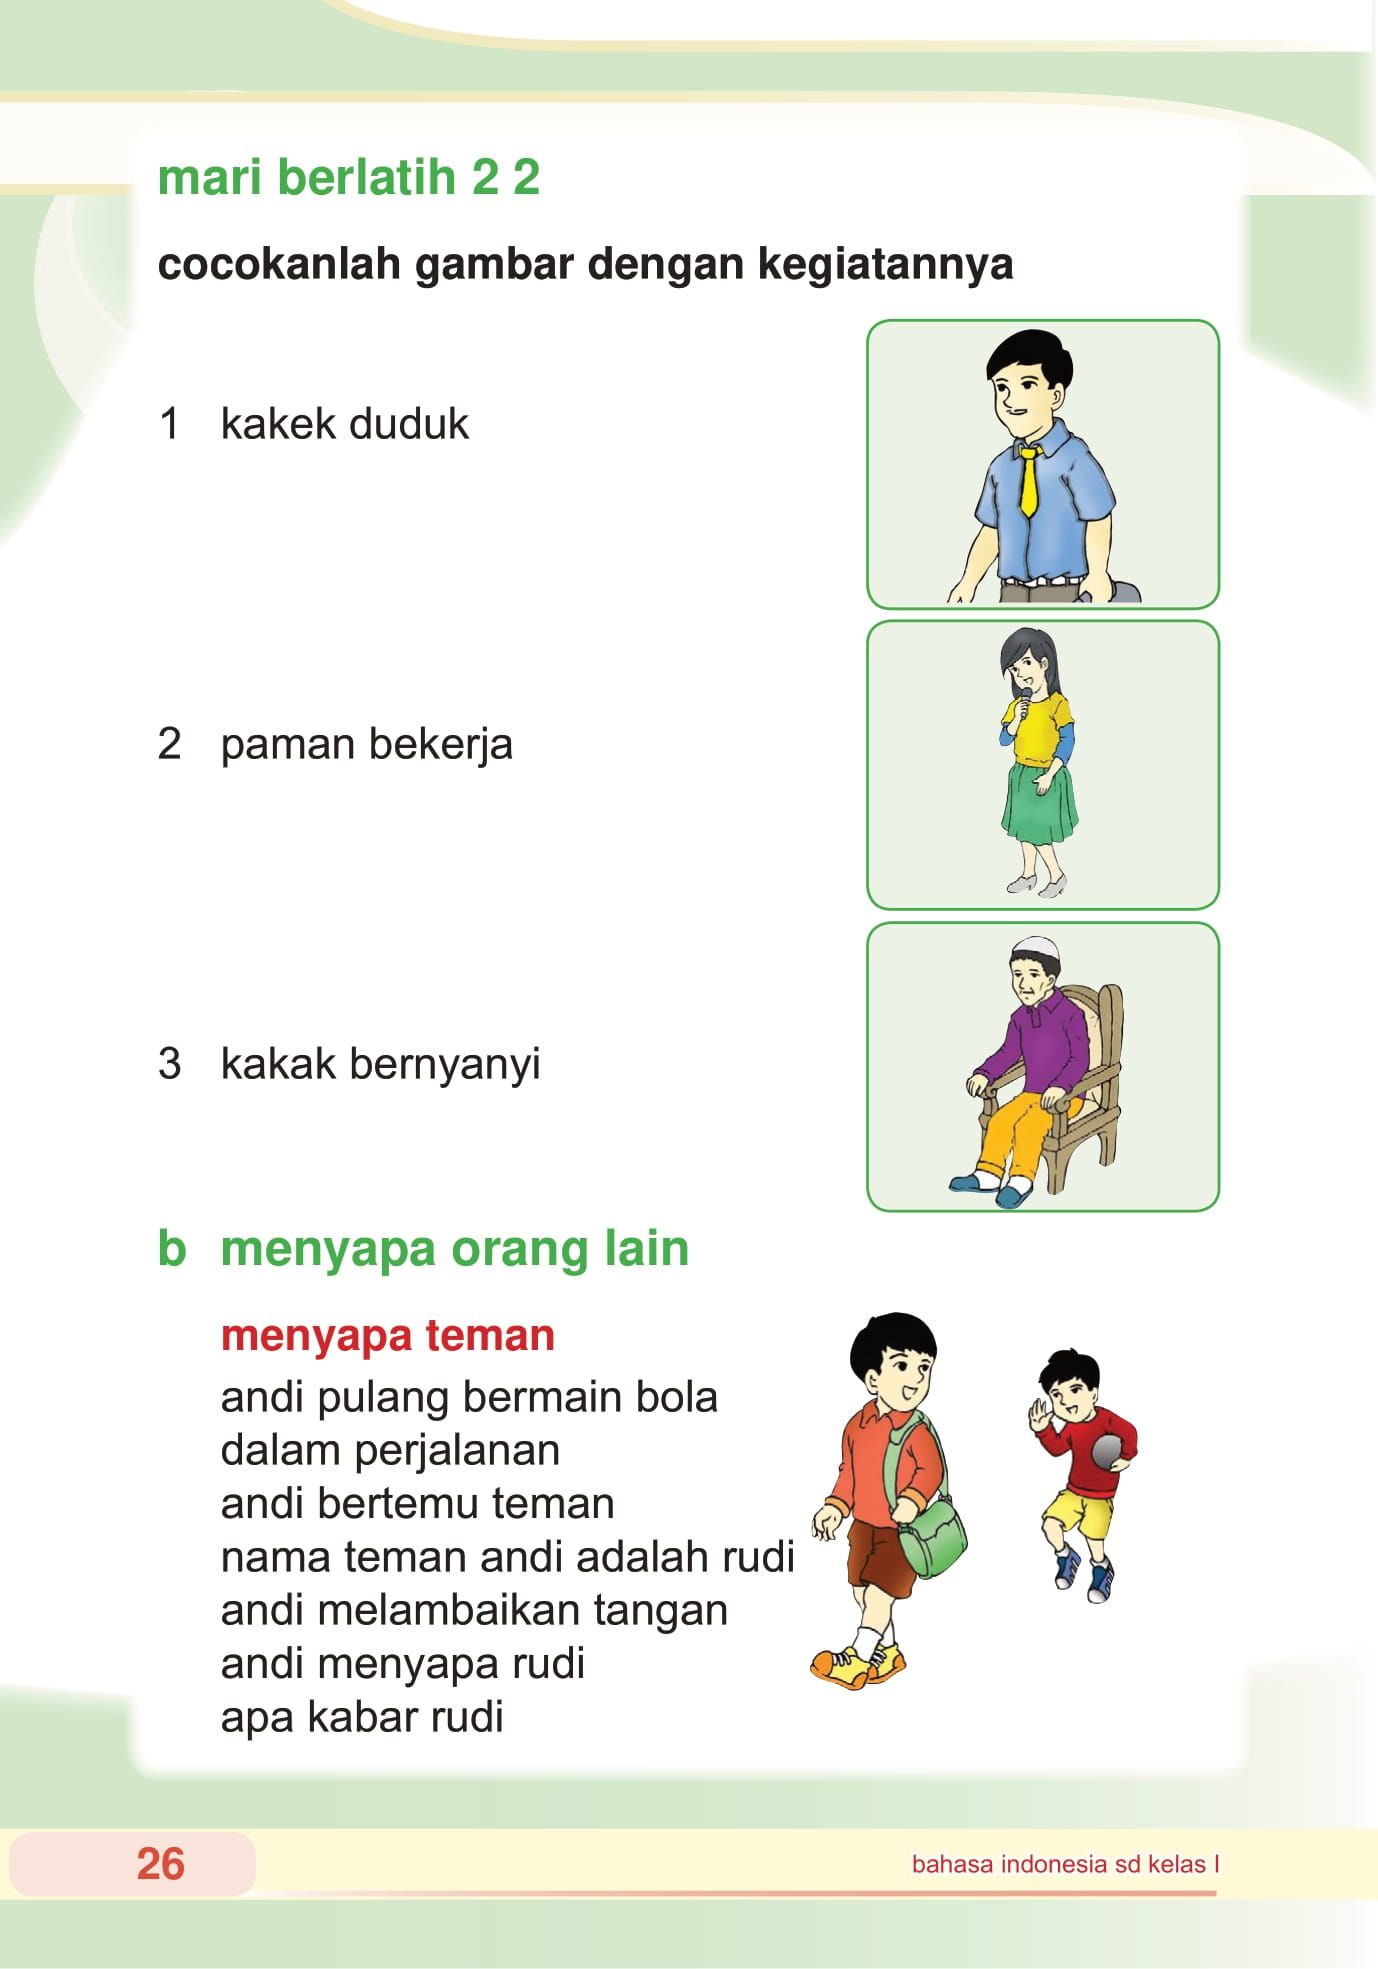 mari berlatih 2 2
cocokanlah gambar dengan kegiatannya
1 kakek duduk
2 paman bekerja
3 kakak bernyanyi
b menyapa orang lain
menyapa teman
andi pulang bermain bola
dalam perjalanan
andi bertemu teman
nama teman andi adalah rudi
andi melambaikan tangan
andi menyapa rudi
apa kabar rudi
26
bahasa indonesia sd kelas I